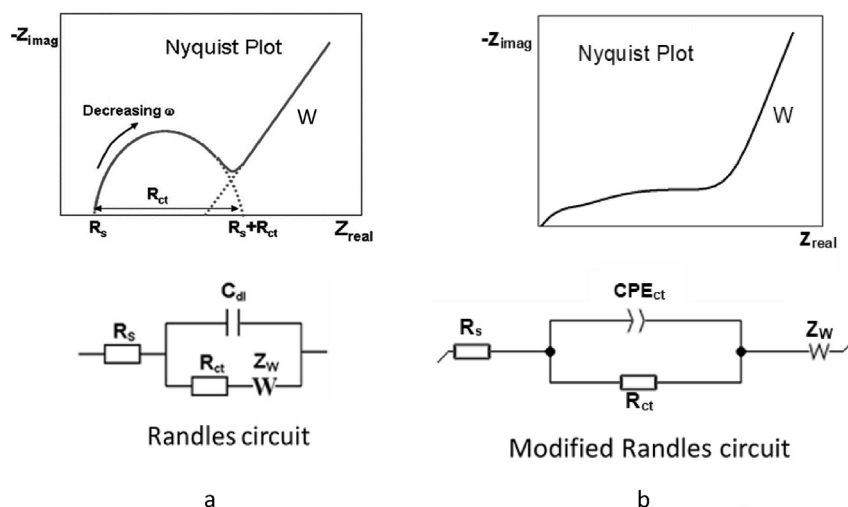 -Zimag
Nyquist Plot
Decreasing ω
W
Rct
Rs
Rs+Rct
Zreal
Cdl
Rs
Rct
ZW
W
Randles circuit
a
-Zimag
Nyquist Plot
W
Zreal
CPEct
Rs
ZW
W
Rct
Modified Randles circuit
b